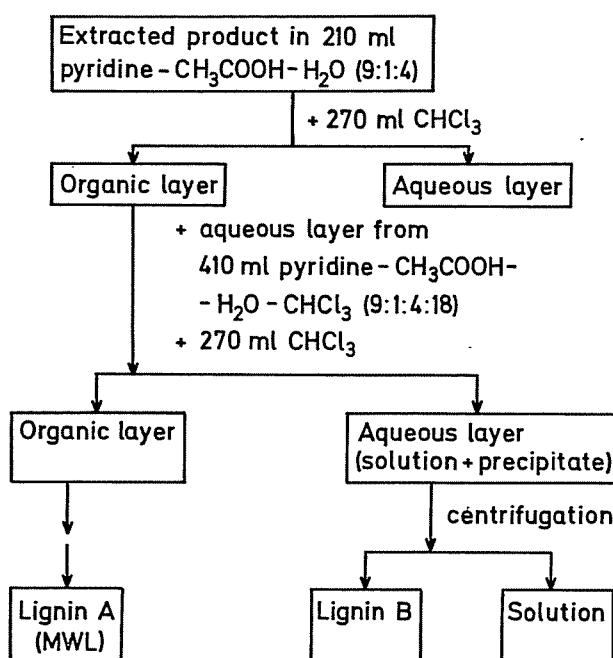 Extracted product in 210 ml
pyridine – CH₃COOH – H₂O (9:1:4)
+ 270 ml CHCl₃
Organic layer
Aqueous layer
+ aqueous layer from
410 ml pyridine – CH₃COOH –
– H₂O – CHCl₃ (9:1:4:18)
+ 270 ml CHCl₃
Organic layer
Aqueous layer
(solution + precipitate)
centrifugation
Lignin A
(MWL)
Lignin B
Solution